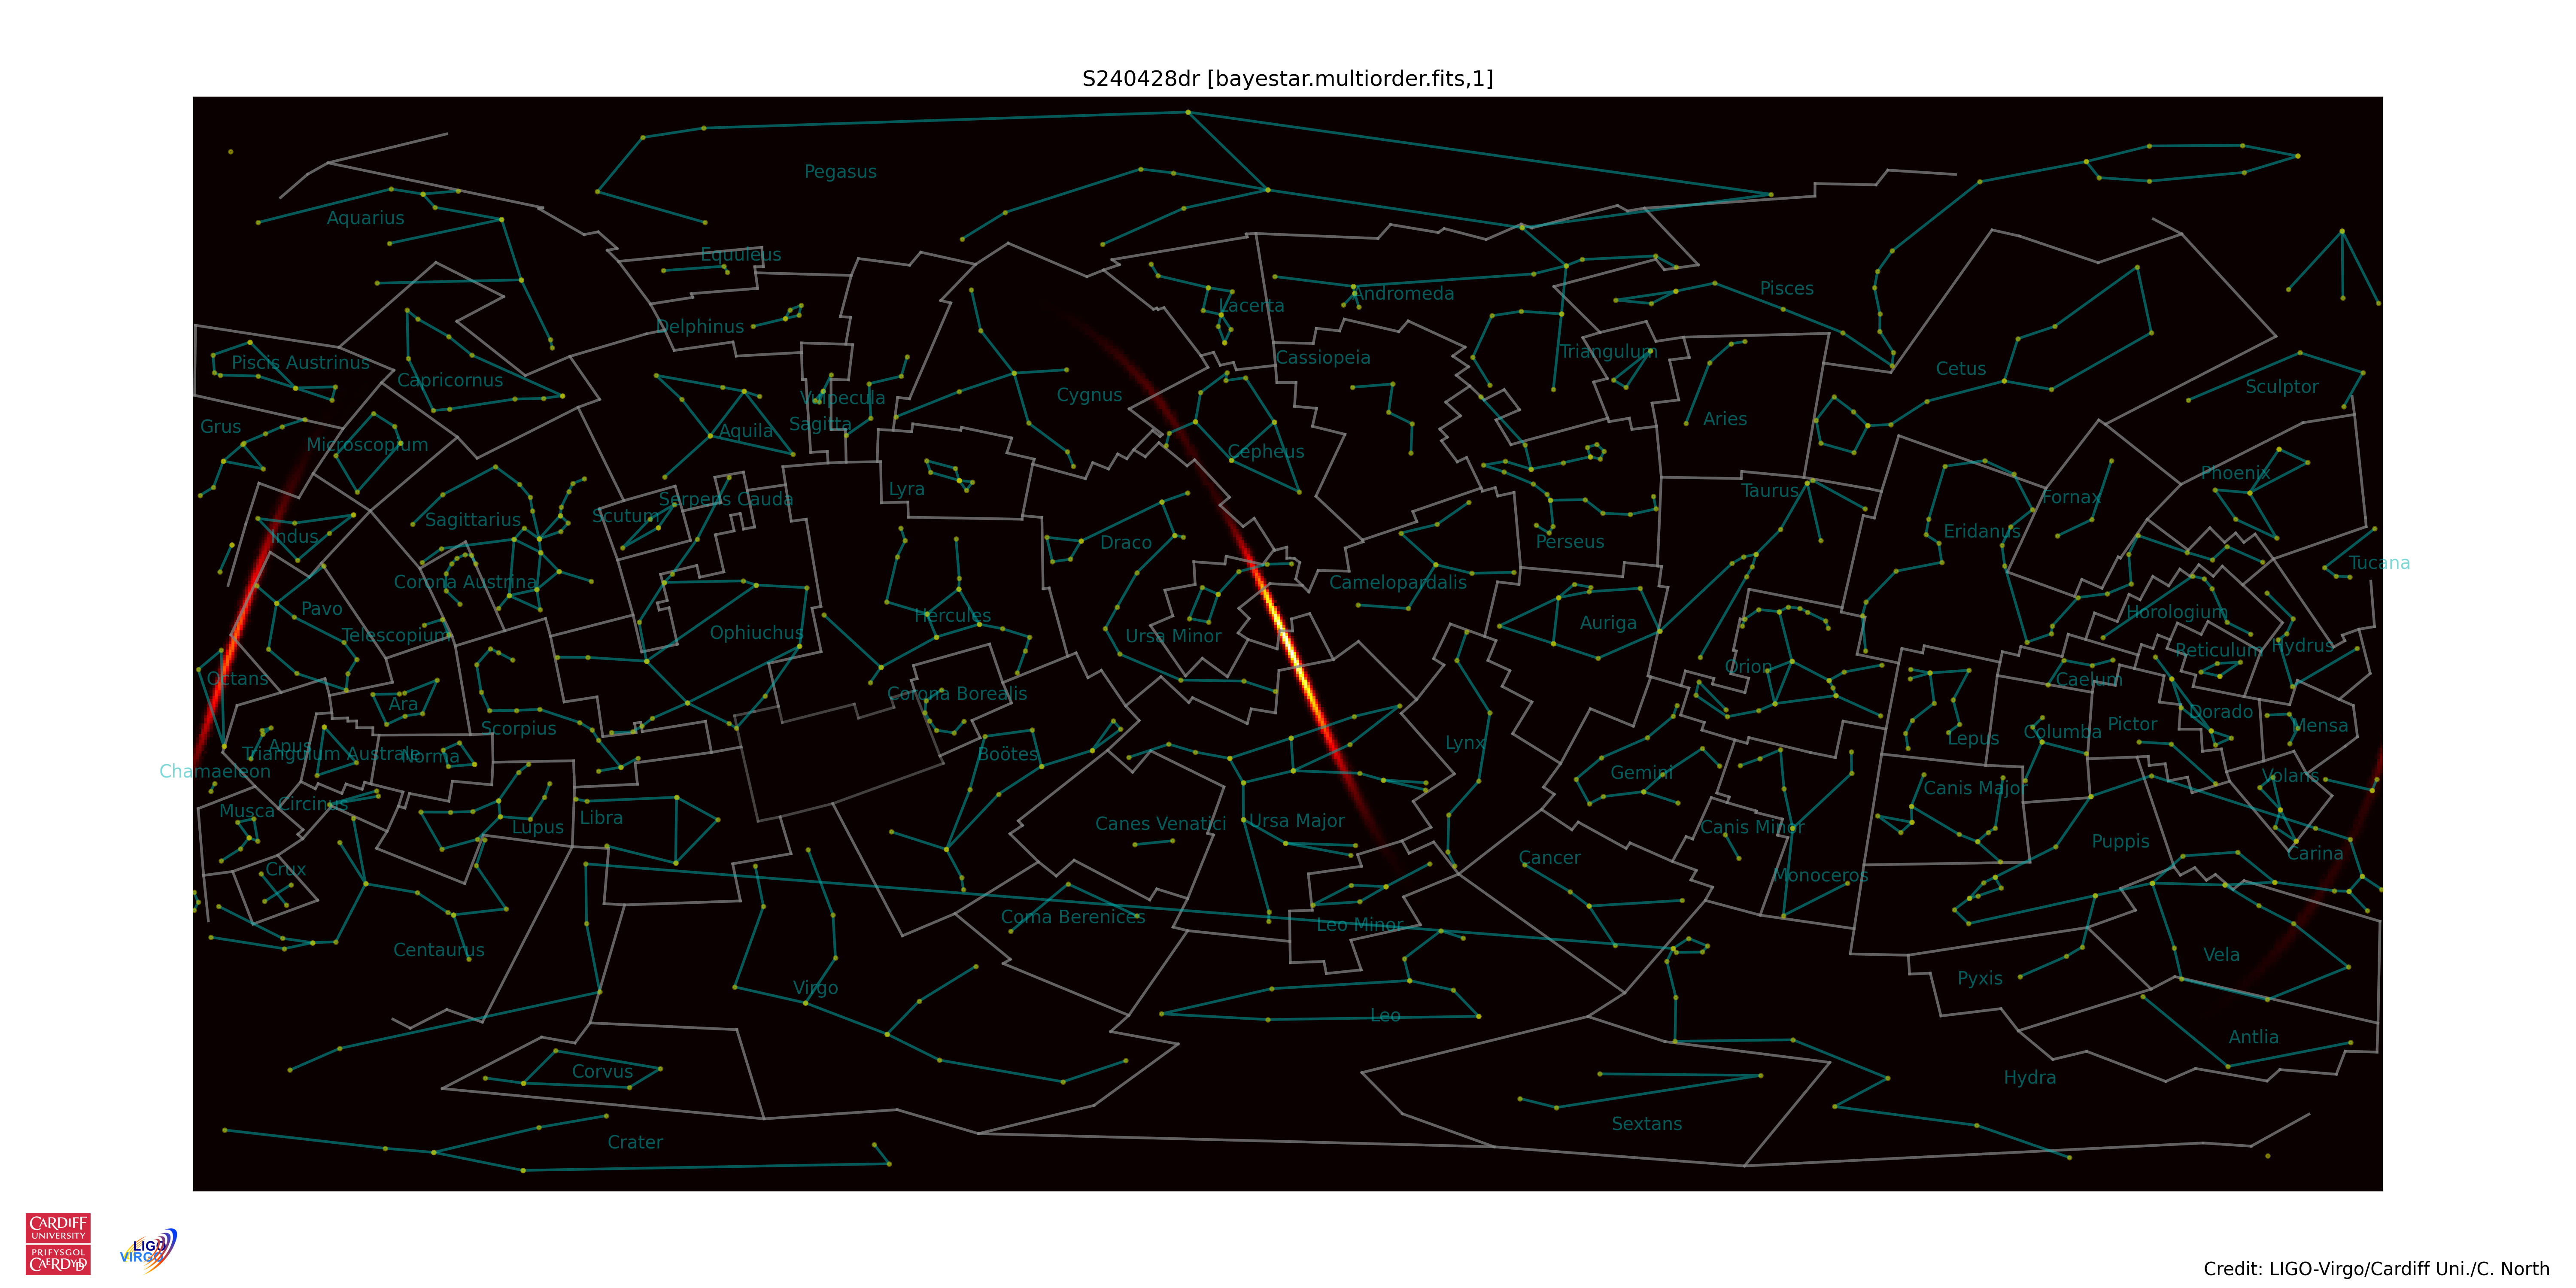 S240428dr [bayestar.multiorder.fits,1]
Pegasus
Aquarius
Equuleus
Pisces
Andromeda
Lacerta
Delphinus
Triangulum
Cassiopeia
Piscis Austrinus
Cetus
Capricornus
Sculptor
Cygnus
Vulpecula
Aries
Sagitta
Grus
Aquila
Microscopium
Cepheus
Phoenix
Lyra
Taurus
Fornax
Serpens Cauda
Scutum
Sagittarius
Eridanus
Indus
Draco
Perseus
Tucana
Corona Austrina
Camelopardalis
Pavo
Horologium
Hercules
Auriga
Telescopium
Ophiuchus
Ursa Minor
Hydrus
Reticulum
Orion
Octans
Caelum
Corona Borealis
Ara
Dorado
Pictor
Mensa
Scorpius
Columba
Lepus
Lynx
Apus
Triangulum Australe
Norma
Boötes
Chamaeleon
Gemini
Volans
Canis Major
Circinus
Musca
Libra
Lupus
Canes Venatici
Ursa Major
Canis Minor
Puppis
Carina
Cancer
Crux
Monoceros
Coma Berenices
Leo Minor
Centaurus
Vela
Pyxis
Virgo
Leo
Antlia
Corvus
Hydra
Sextans
Crater
CARDIFF
UNIVERSITY
PRIFYSGOL
CAERDYDD
LIGO
VIRGO
Credit: LIGO-Virgo/Cardiff Uni./C. North